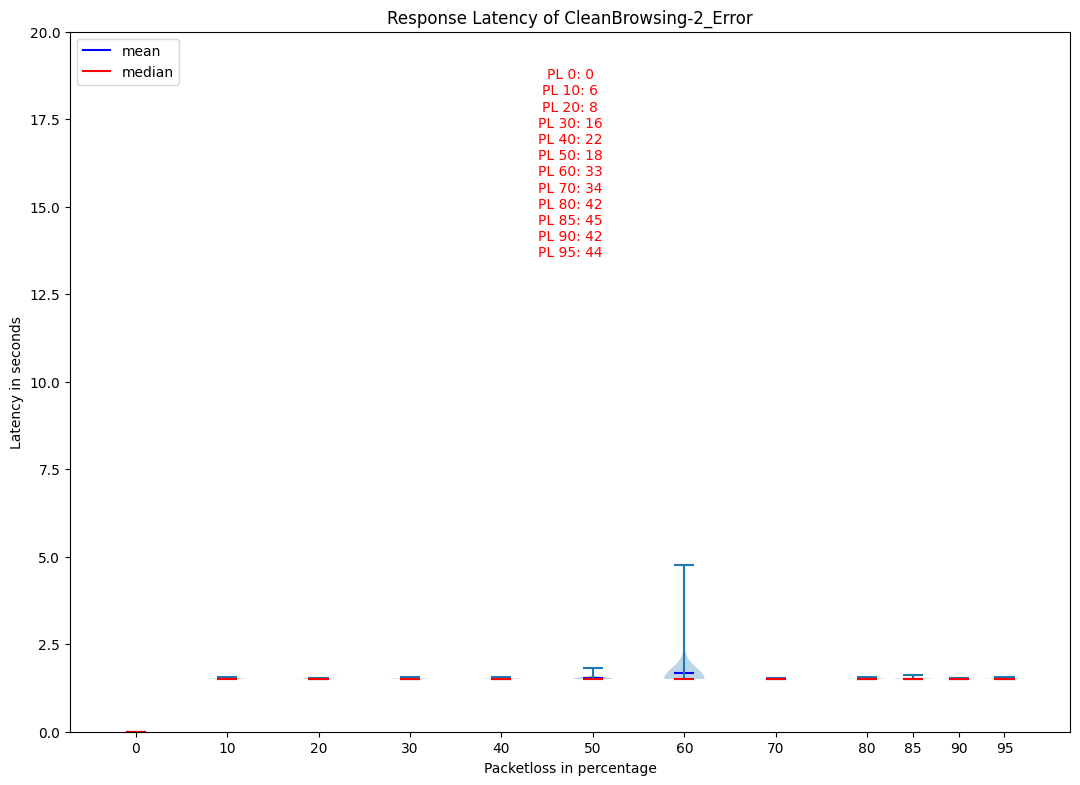 Response Latency of CleanBrowsing-2_Error
mean
median
PL 0: 0
PL 10: 6
PL 20: 8
PL 30: 16
PL 40: 22
PL 50: 18
PL 60: 33
PL 70: 34
PL 80: 42
PL 85: 45
PL 90: 42
PL 95: 44
Latency in seconds
20.0
17.5
15.0
12.5
10.0
7.5
5.0
2.5
0.0
0 10 20 30 40 50 60 70 80 85 90 95
Packetloss in percentage